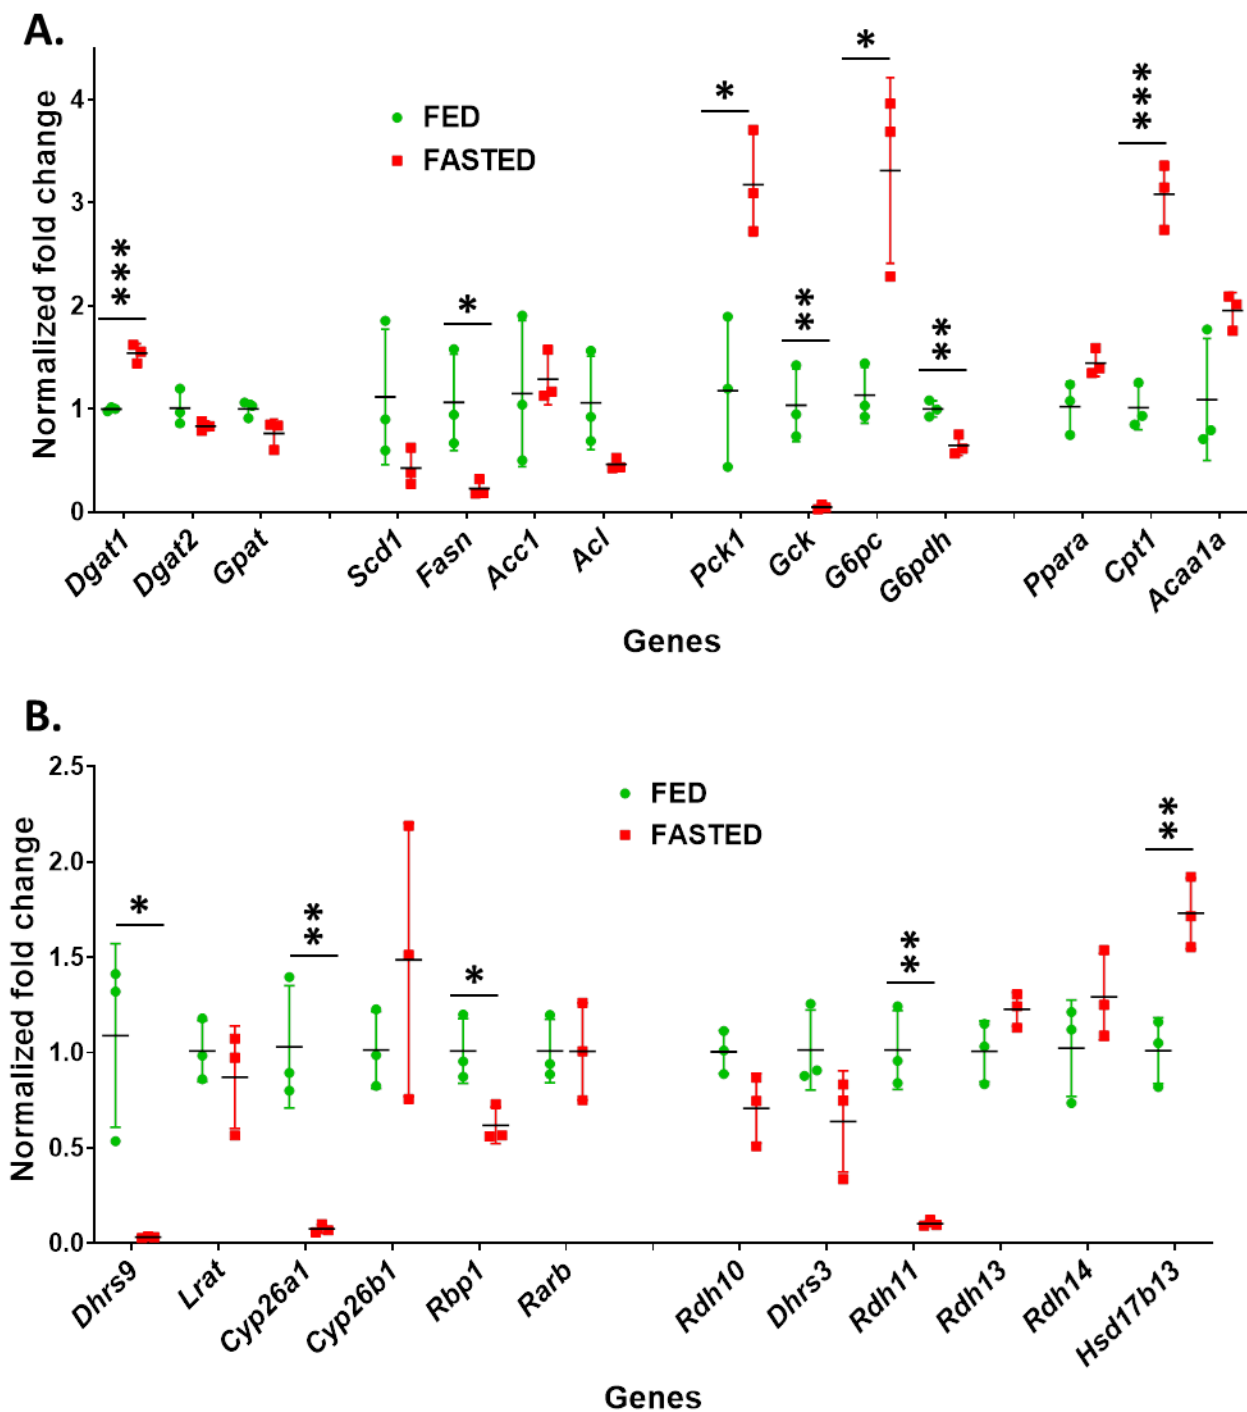 A.
Normalized fold change
4
3
2
1
0
FED
FASTED
***
*
*
**
*
**
***
Dgat1 Dgat2 Gpat Scd1 Fasn Acc1 Acl Pck1 Gck G6pc G6pdh Ppara Cpt1 Acaa1a
Genes
B.
Normalized fold change
2.5
2.0
1.5
1.0
0.5
0.0
FED
FASTED
*
**
*
**
**
Dhrs9 Lrat Cyp26a1 Cyp26b1 Rbp1 Rarb Rdh10 Dhrs3 Rdh11 Rdh13 Rdh14 Hsd17b13
Genes